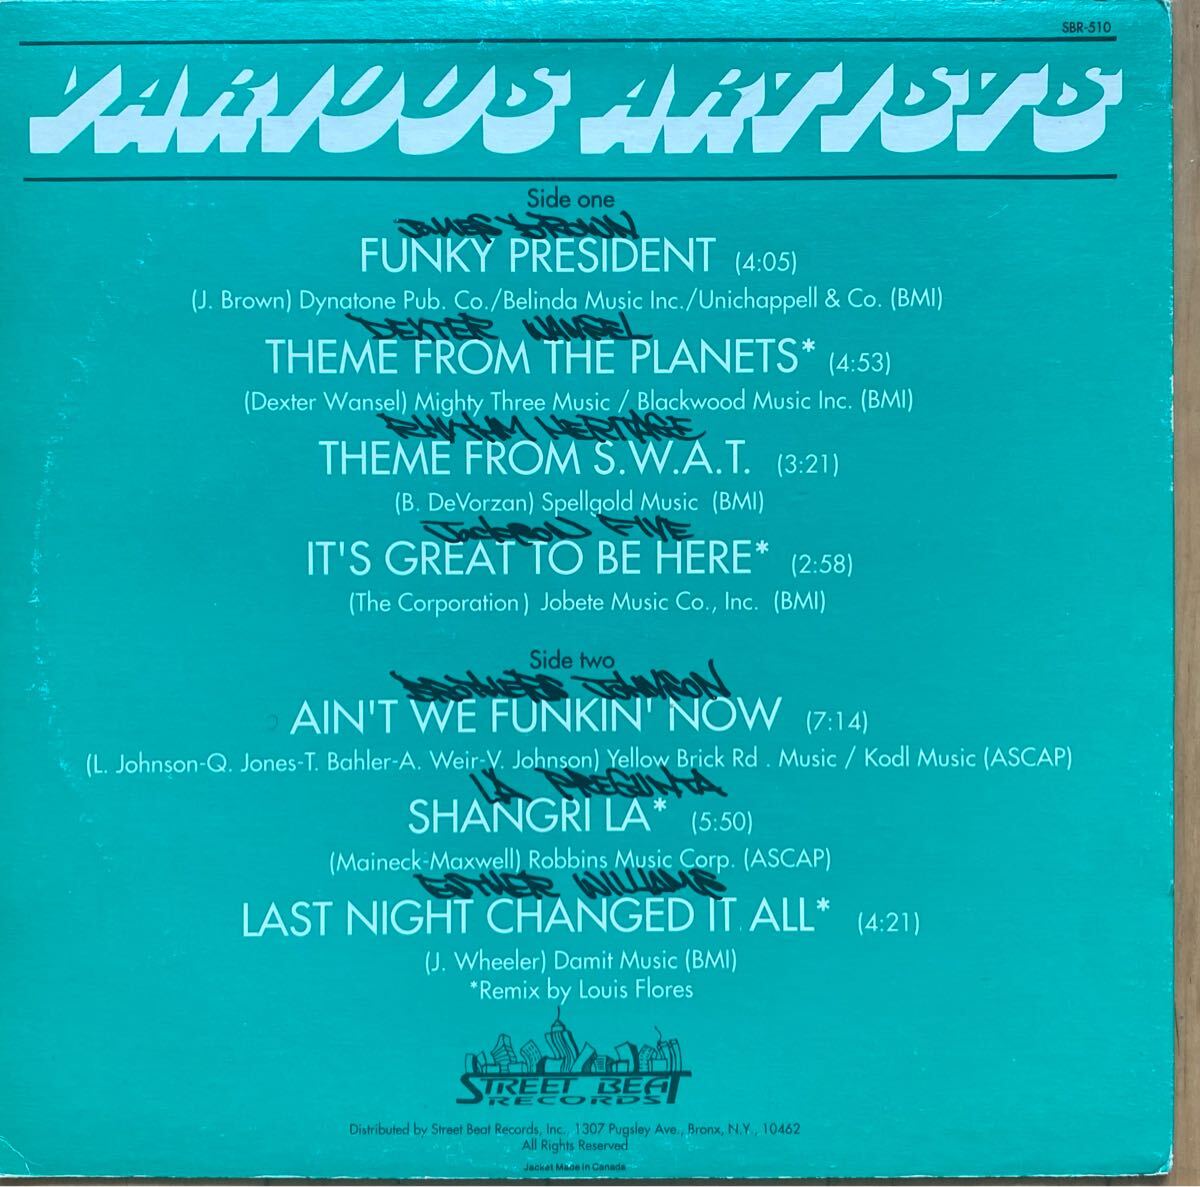 SBR-510
VARIOUS ARTISTS
Side one
JAMES BROWN
FUNKY PRESIDENT (4:05)
(J. Brown) Dynatone Pub. Co./Belinda Music Inc./Unichappell & Co. (BMI)
DEXTER WANSEL
THEME FROM THE PLANETS* (4:53)
(Dexter Wansel) Mighty Three Music / Blackwood Music Inc. (BMI)
RHYTHM HERITAGE
THEME FROM S.W.A.T. (3:21)
(B. DeVorzan) Spellgold Music (BMI)
Jackson FIVE
IT'S GREAT TO BE HERE* (2:58)
(The Corporation) Jobete Music Co., Inc. (BMI)
Side two
BROTHERS JOHNSON
AIN'T WE FUNKIN' NOW (7:14)
(L. Johnson-Q. Jones-T. Bahler-A. Weir-V. Johnson) Yellow Brick Rd . Music / Kodl Music (ASCAP)
LA PREGUNTA
SHANGRI LA* (5:50)
(Maineck-Maxwell) Robbins Music Corp. (ASCAP)
ESTHER WILLIAMS
LAST NIGHT CHANGED IT ALL* (4:21)
(J. Wheeler) Damit Music (BMI)
*Remix by Louis Flores
STREET BEAT
RECORDS
Distributed by Street Beat Records, Inc., 1307 Pugsley Ave., Bronx, N.Y., 10462
All Rights Reserved
Jacket Made in Canada